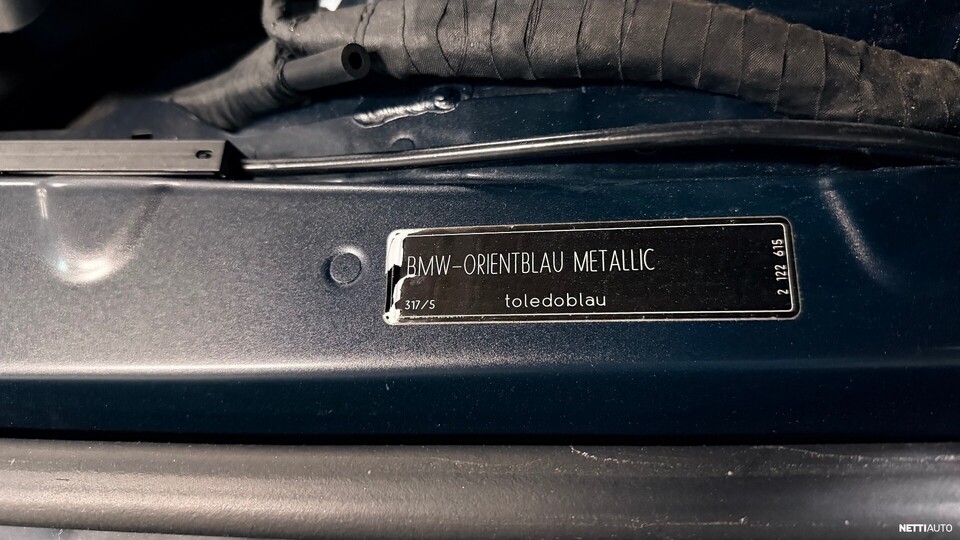 BMW-ORIENTBLAU METALLIC
317/5 toledoblau
2 122 615
NETTIAUTO